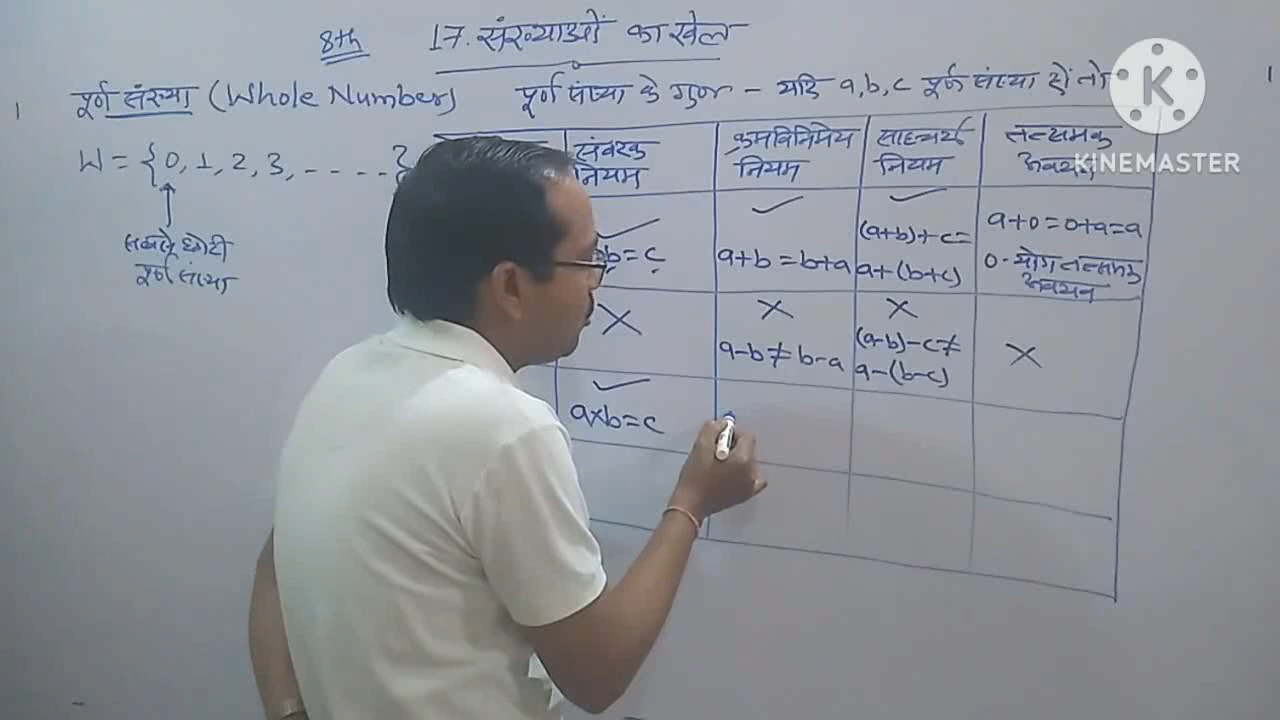 8th 17. संख्याओं का खेल
पूर्ण संख्या (Whole Number) पूर्ण संख्या के गुण – यदि a, b, c पूर्ण संख्या हों तो
W = {0, 1, 2, 3, - - - - }
सबसे छोटी
पूर्ण संख्या
संवरक
नियम
क्रमविनिमेय
नियम
साहचर्य
नियम
तत्समक
अवयव
✓
b = c
✓
a+b = b+a
✓
(a+b)+c =
a+(b+c)
a+0=0+a=a
0-योग तत्समक
अवयव
×
×
a-b ≠ b-a
×
(a-b)-c ≠
a-(b-c)
×
✓
a×b=c
K
KINEMASTER